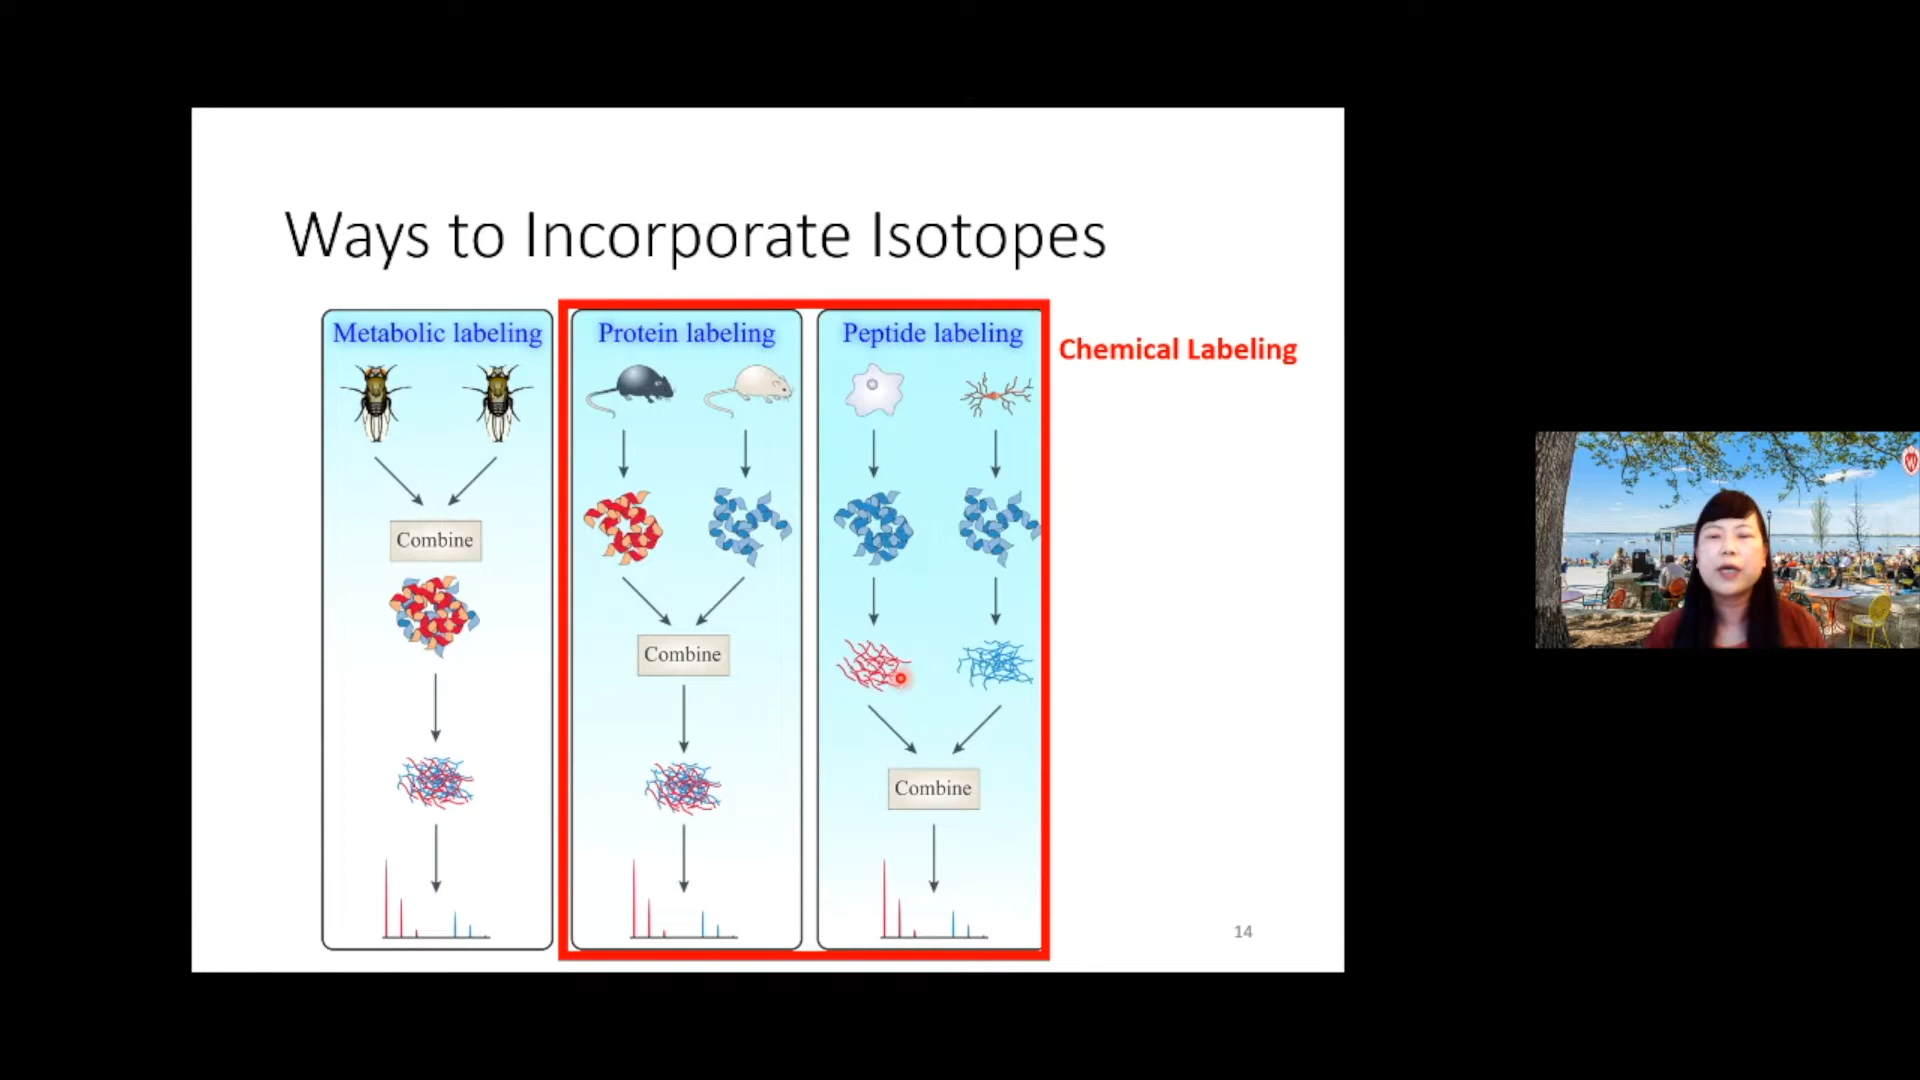 Ways to Incorporate Isotopes
Metabolic labeling
Combine
Protein labeling
Combine
Peptide labeling
Combine
Chemical Labeling
14
W